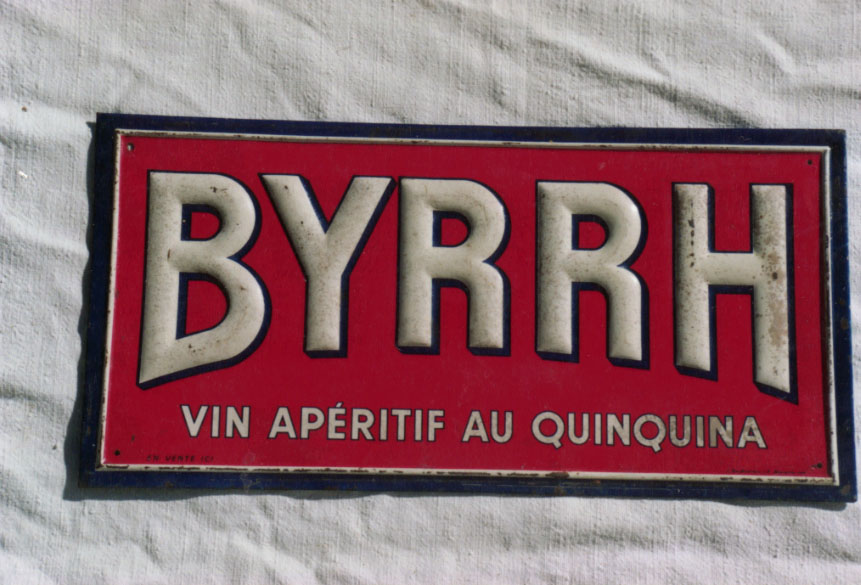 BYRRH
VIN APÉRITIF AU QUINQUINA
EN VENTE ICI